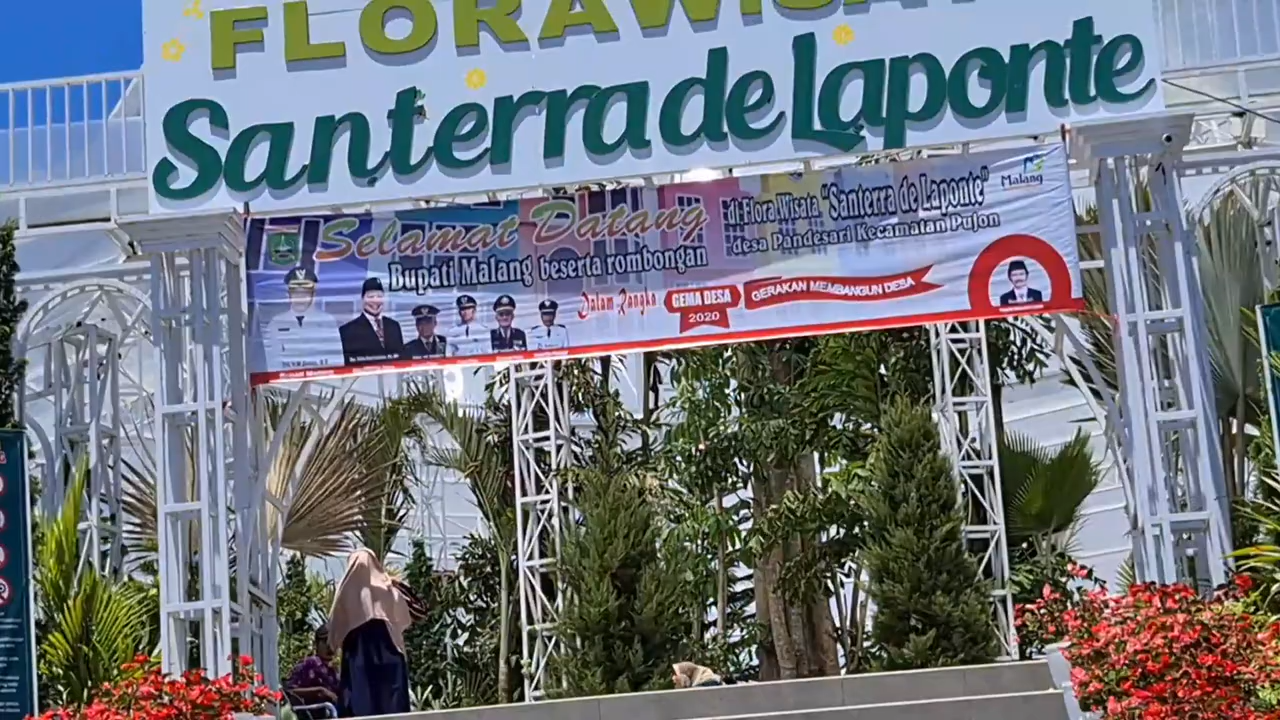 FLORAWISA
Santerra de Laponte
Malang
Selamat Datang
di Flora Wisata "Santerra de Laponte"
Bupati Malang beserta rombongan
desa Pandesari Kecamatan Pujon
Dalam Rangka
GEMA DESA
2020
GERAKAN MEMBANGUN DESA